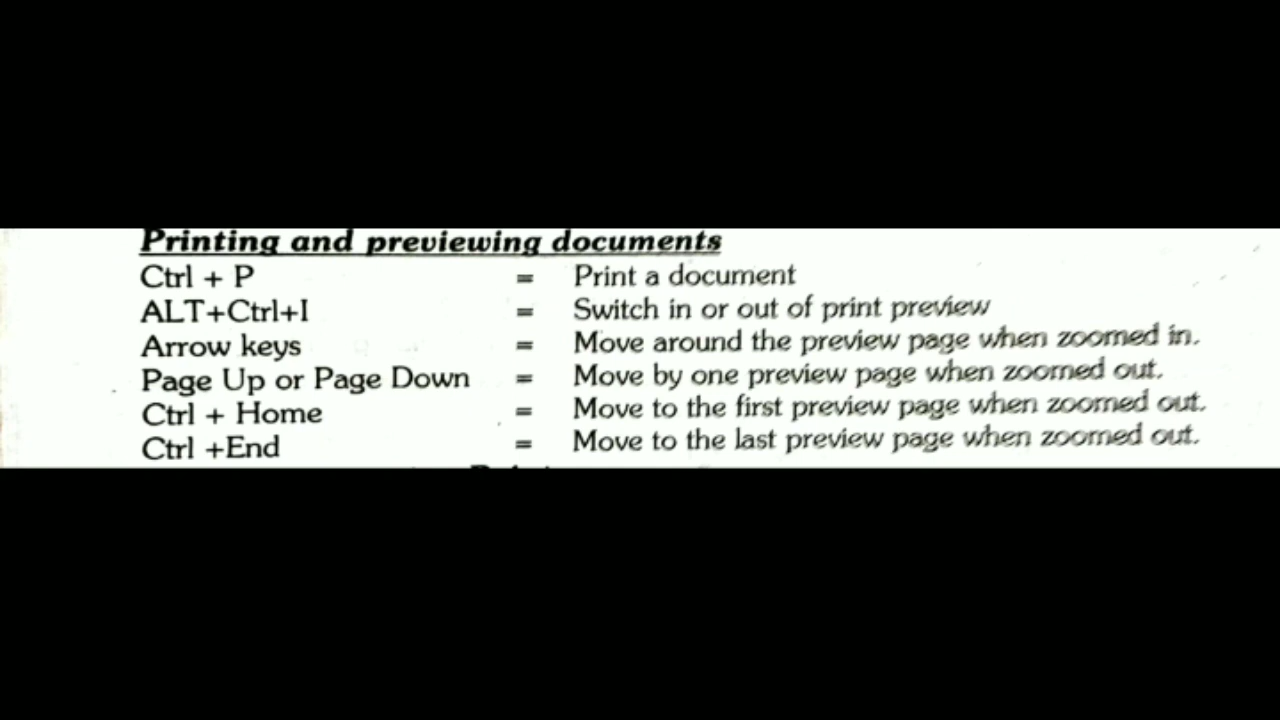 Printing and previewing documents
Ctrl + P = Print a document
ALT+Ctrl+I = Switch in or out of print preview
Arrow keys = Move around the preview page when zoomed in.
Page Up or Page Down = Move by one preview page when zoomed out.
Ctrl + Home = Move to the first preview page when zoomed out.
Ctrl +End = Move to the last preview page when zoomed out.